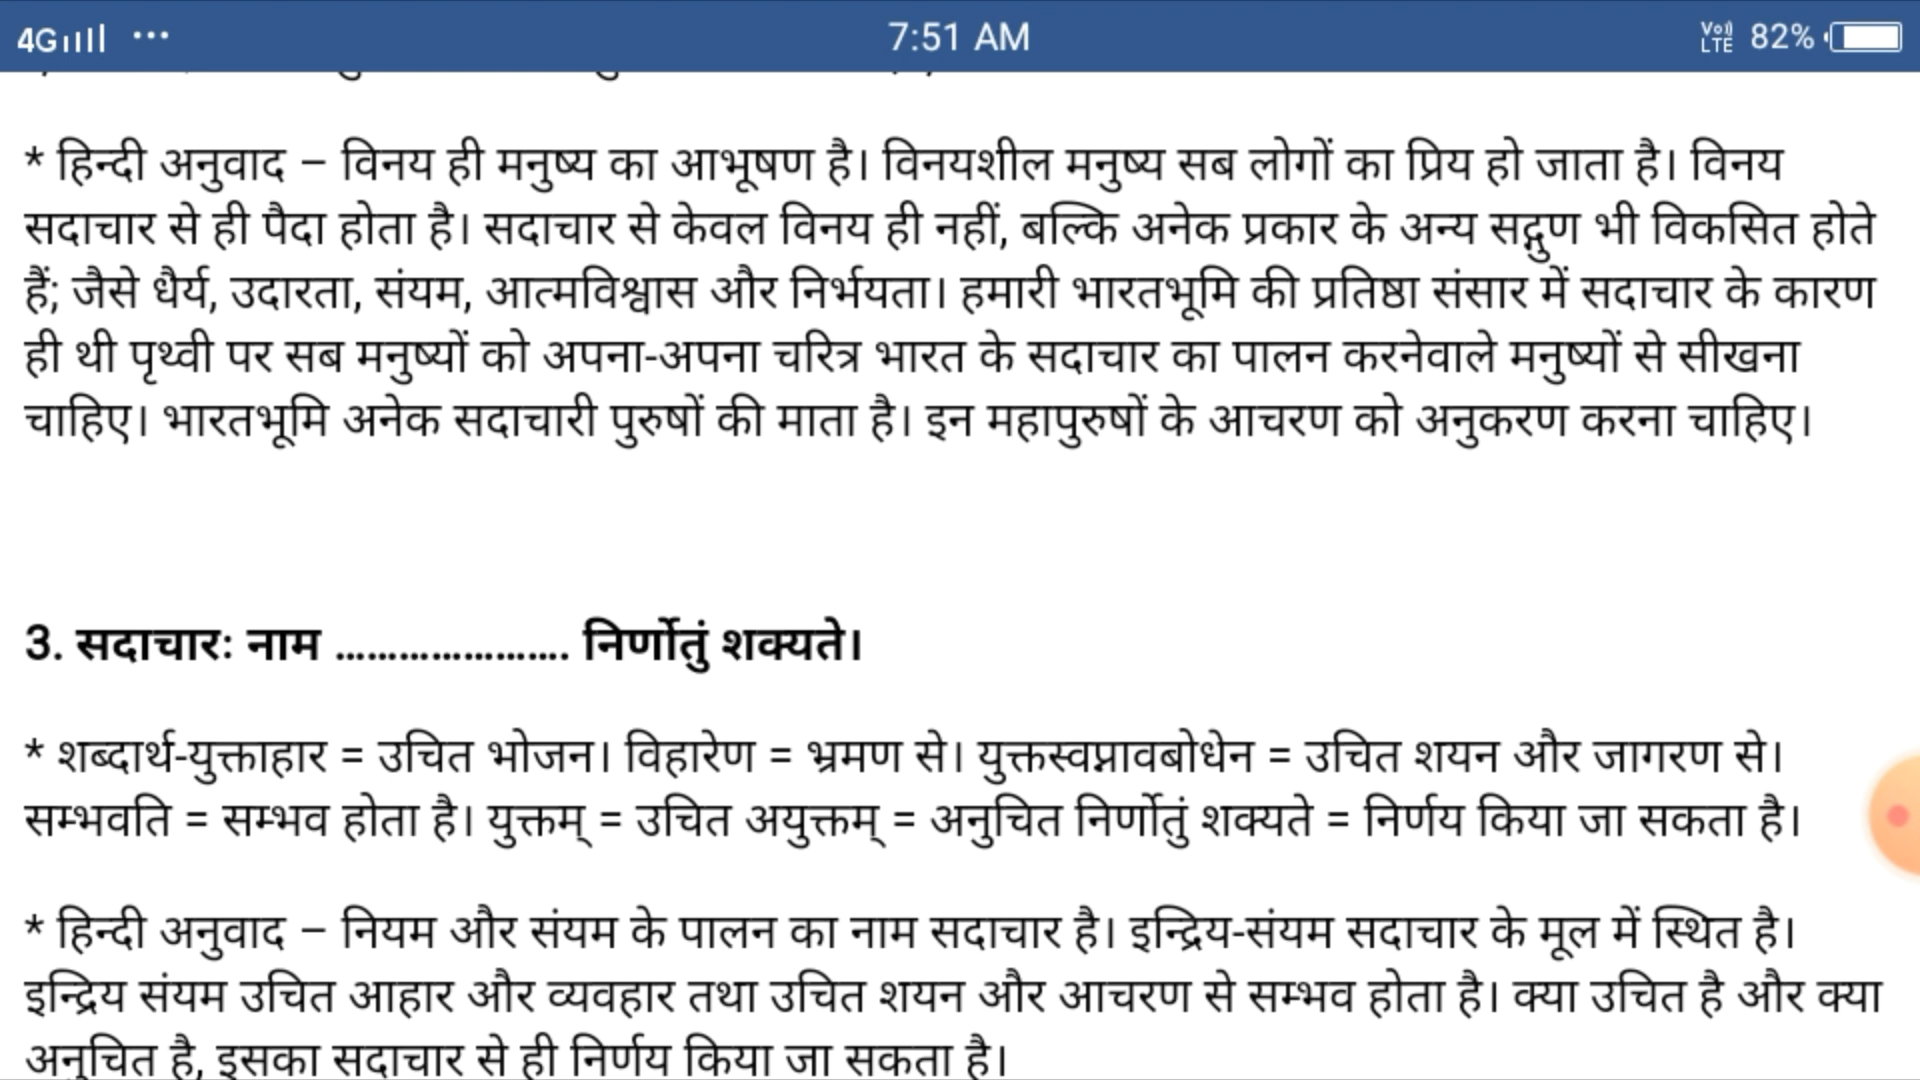 4G 7:51 AM VoI) LTE 82%
* हिन्दी अनुवाद – विनय ही मनुष्य का आभूषण है। विनयशील मनुष्य सब लोगों का प्रिय हो जाता है। विनय
सदाचार से ही पैदा होता है। सदाचार से केवल विनय ही नहीं, बल्कि अनेक प्रकार के अन्य सद्गुण भी विकसित होते
हैं; जैसे धैर्य, उदारता, संयम, आत्मविश्वास और निर्भयता। हमारी भारतभूमि की प्रतिष्ठा संसार में सदाचार के कारण
ही थी पृथ्वी पर सब मनुष्यों को अपना-अपना चरित्र भारत के सदाचार का पालन करनेवाले मनुष्यों से सीखना
चाहिए। भारतभूमि अनेक सदाचारी पुरुषों की माता है। इन महापुरुषों के आचरण को अनुकरण करना चाहिए।
3. सदाचारः नाम …………………. निर्णोतुं शक्यते।
* शब्दार्थ-युक्ताहार = उचित भोजन। विहारेण = भ्रमण से। युक्तस्वप्नावबोधेन = उचित शयन और जागरण से।
सम्भवति = सम्भव होता है। युक्तम् = उचित अयुक्तम् = अनुचित निर्णोतुं शक्यते = निर्णय किया जा सकता है।
* हिन्दी अनुवाद – नियम और संयम के पालन का नाम सदाचार है। इन्द्रिय-संयम सदाचार के मूल में स्थित है।
इन्द्रिय संयम उचित आहार और व्यवहार तथा उचित शयन और आचरण से सम्भव होता है। क्या उचित है और क्या
अनुचित है, इसका सदाचार से ही निर्णय किया जा सकता है।